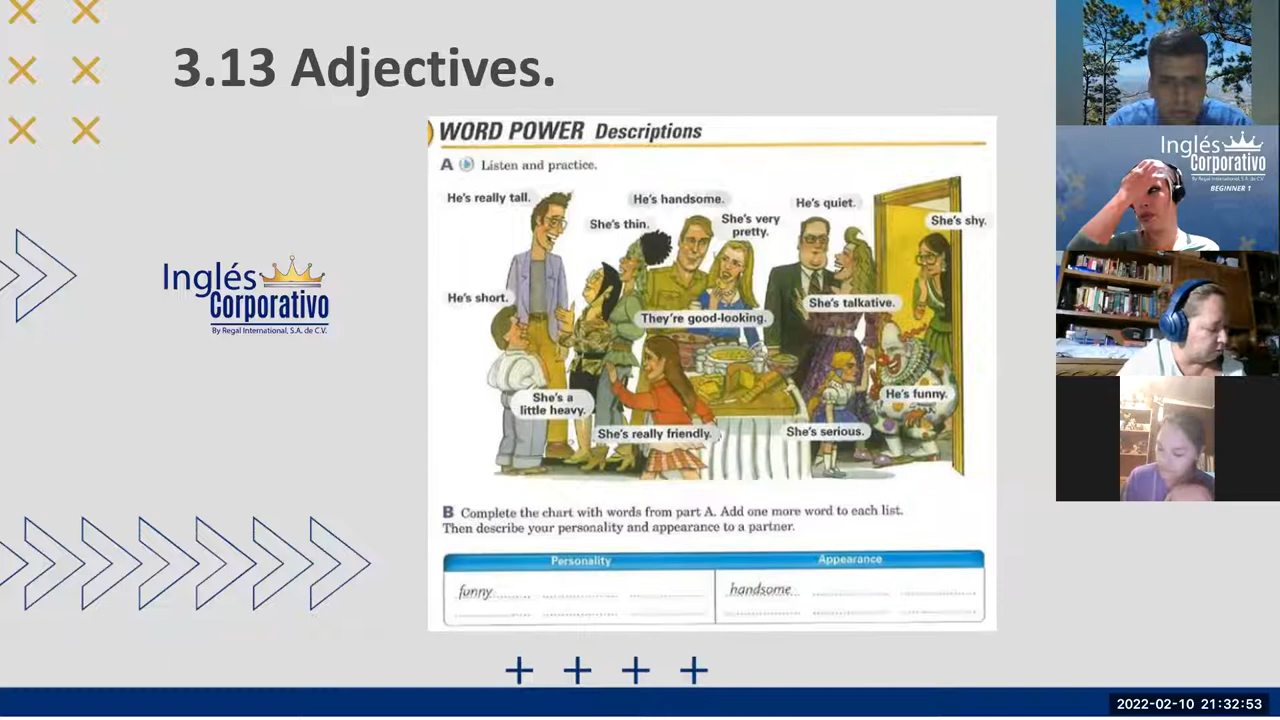 3.13 Adjectives.
WORD POWER Descriptions
A Listen and practice.
He's really tall.
He's handsome.
She's thin.
She's very
pretty.
He's quiet.
She's shy.
He's short.
They're good-looking.
She's talkative.
She's a
little heavy.
She's really friendly.
She's serious.
He's funny.
B Complete the chart with words from part A. Add one more word to each list.
Then describe your personality and appearance to a partner.
Personality
Appearance
funny
handsome
Inglés
Corporativo
By Regal International, S.A. de C.V.
Inglés
Corporativo
By Regal International, S.A. de C.V.
BEGINNER 1
2022-02-10 21:32:53